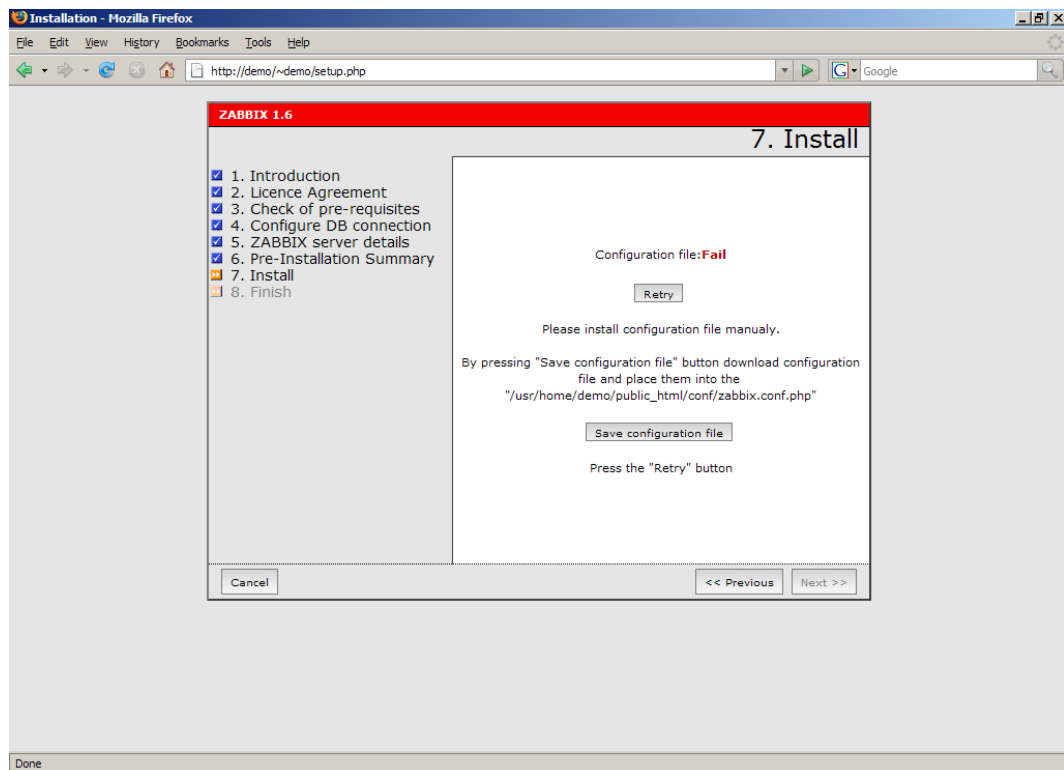 Installation - Mozilla Firefox
File Edit View History Bookmarks Tools Help
http://demo/~demo/setup.php
G Google
ZABBIX 1.6
7. Install
1. Introduction
2. Licence Agreement
3. Check of pre-requisites
4. Configure DB connection
5. ZABBIX server details
6. Pre-Installation Summary
7. Install
8. Finish
Configuration file:Fail
Retry
Please install configuration file manualy.
By pressing "Save configuration file" button download configuration
file and place them into the
"/usr/home/demo/public_html/conf/zabbix.conf.php"
Save configuration file
Press the "Retry" button
Cancel
<< Previous
Next >>
Done